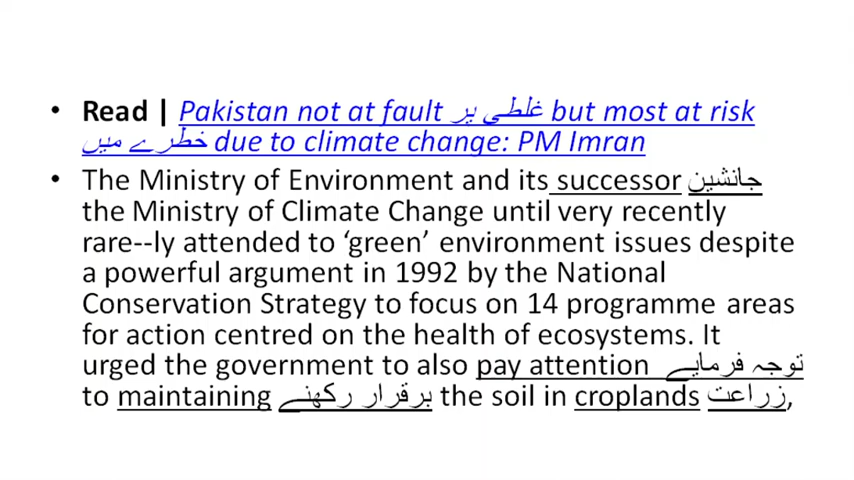 • Read | Pakistan not at fault غلطی پر but most at risk
خطرے میں due to climate change: PM Imran
• The Ministry of Environment and its successor جانشین
the Ministry of Climate Change until very recently
rare--ly attended to ‘green’ environment issues despite
a powerful argument in 1992 by the National
Conservation Strategy to focus on 14 programme areas
for action centred on the health of ecosystems. It
urged the government to also pay attention توجہ فرمایے
to maintaining برقرار رکھنے the soil in croplands زراعت,